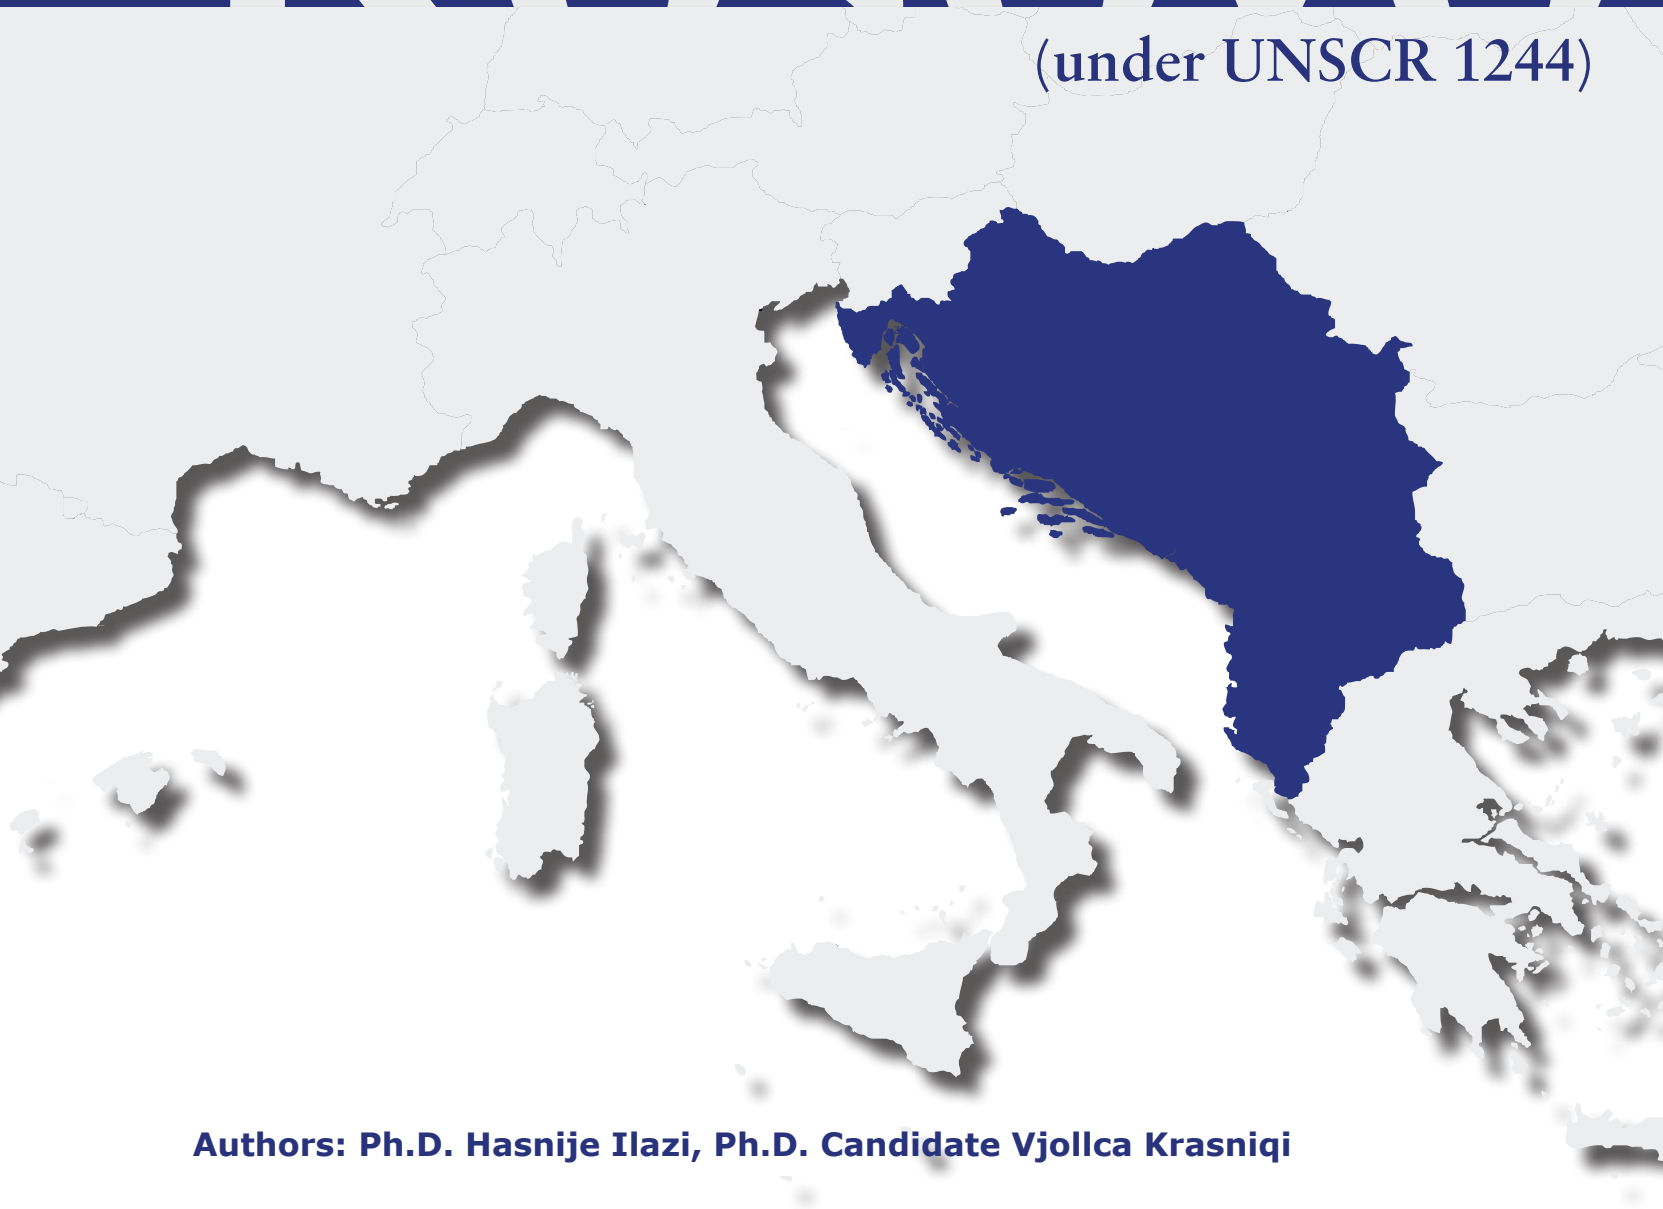 (under UNSCR 1244)
Authors: Ph.D. Hasnije Ilazi, Ph.D. Candidate Vjollca Krasniqi